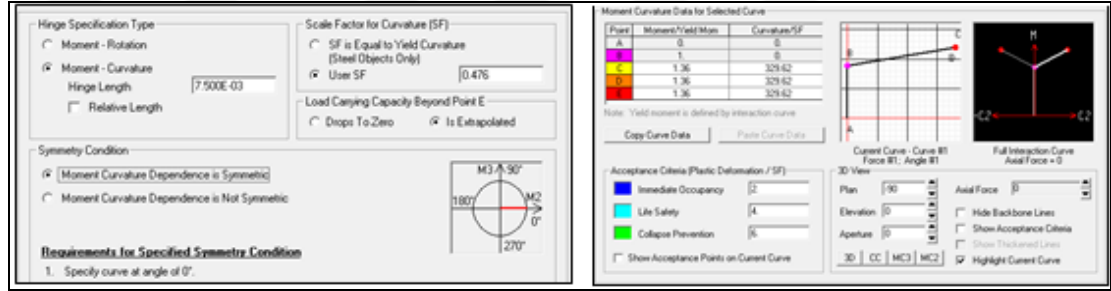 Hinge Specification Type
Moment - Rotation
Moment - Curvature
Hinge Length 7.500E-03
Relative Length
Scale Factor for Curvature (SF)
SF is Equal to Yield Curvature
(Steel Objects Only)
User SF 0.476
Load Carrying Capacity Beyond Point E
Drops To Zero Is Extrapolated
Symmetry Condition
Moment Curvature Dependence is Symmetric
Moment Curvature Dependence is Not Symmetric
M3 90°
180° M2
0°
270°
Requirements for Specified Symmetry Condition
1. Specify curve at angle of 0°.
Moment Curvature Data for Selected Curve
Point Moment/Yield Mom Curvature/SF
A 0. 0.
B 1. 0.
C 1.36 329.62
D 1.36 329.62
E 1.36 329.62
Note: Yield moment is defined by interaction curve
Copy Curve Data Paste Curve Data
C
B
D
A
Current Curve - Curve #1
Force #1; Angle #1
M
-C2 C2
Full Interaction Curve
Axial Force = 0
Acceptance Criteria (Plastic Deformation / SF)
Immediate Occupancy 2.
Life Safety 4.
Collapse Prevention 6.
Show Acceptance Points on Current Curve
3D View
Plan -90
Elevation 0
Aperture 0
3D CC MC3 MC2
Axial Force 0
Hide Backbone Lines
Show Acceptance Criteria
Show Thickened Lines
Highlight Current Curve